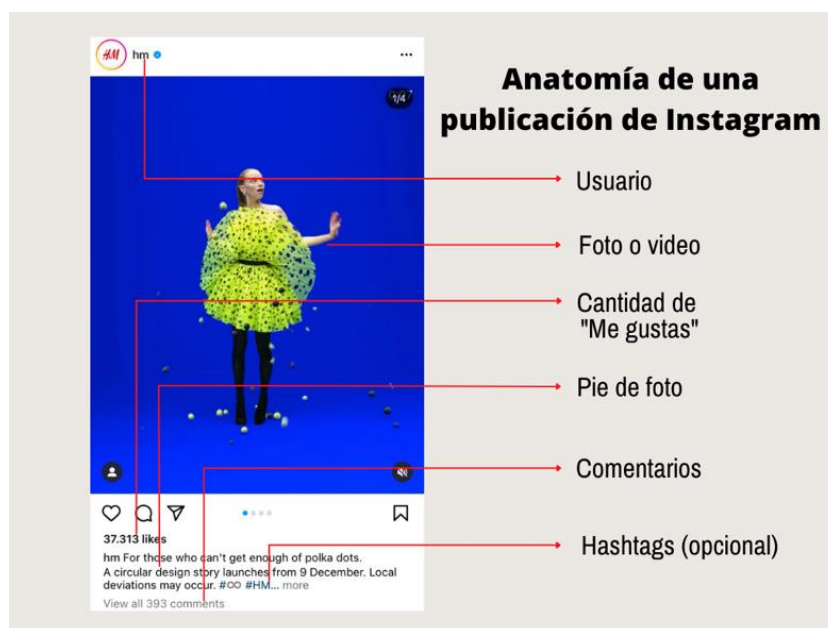 H&M hm
1/4
Anatomía de una
publicación de Instagram
Usuario
Foto o video
Cantidad de
"Me gustas"
Pie de foto
Comentarios
Hashtags (opcional)
37.313 likes
hm For those who can't get enough of polka dots.
A circular design story launches from 9 December. Local
deviations may occur. #∞ #HM... more
View all 393 comments